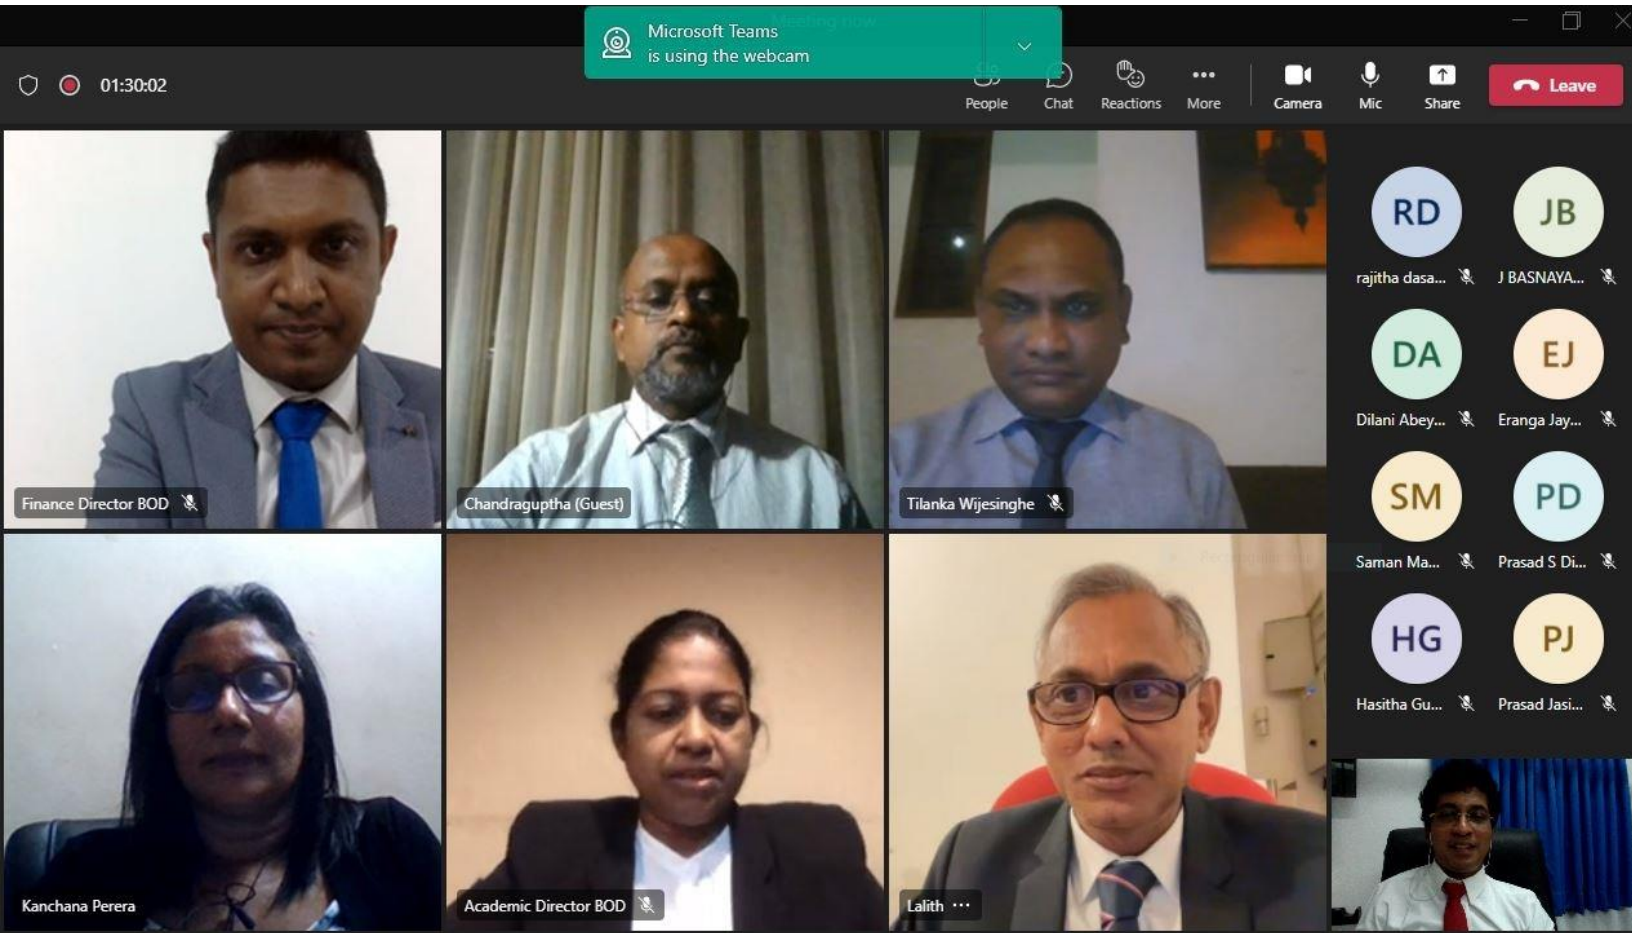 Microsoft Teams
is using the webcam
01:30:02
People
Chat
Reactions
More
Camera
Mic
Share
Leave
RD
JB
rajitha dasa...
J BASNAYA...
DA
EJ
Dilani Abey...
Eranga Jay...
Finance Director BOD
Chandraguptha (Guest)
Tilanka Wijesinghe
SM
PD
Saman Ma...
Prasad S Di...
HG
PJ
Hasitha Gu...
Prasad Jasi...
Kanchana Perera
Academic Director BOD
Lalith ...